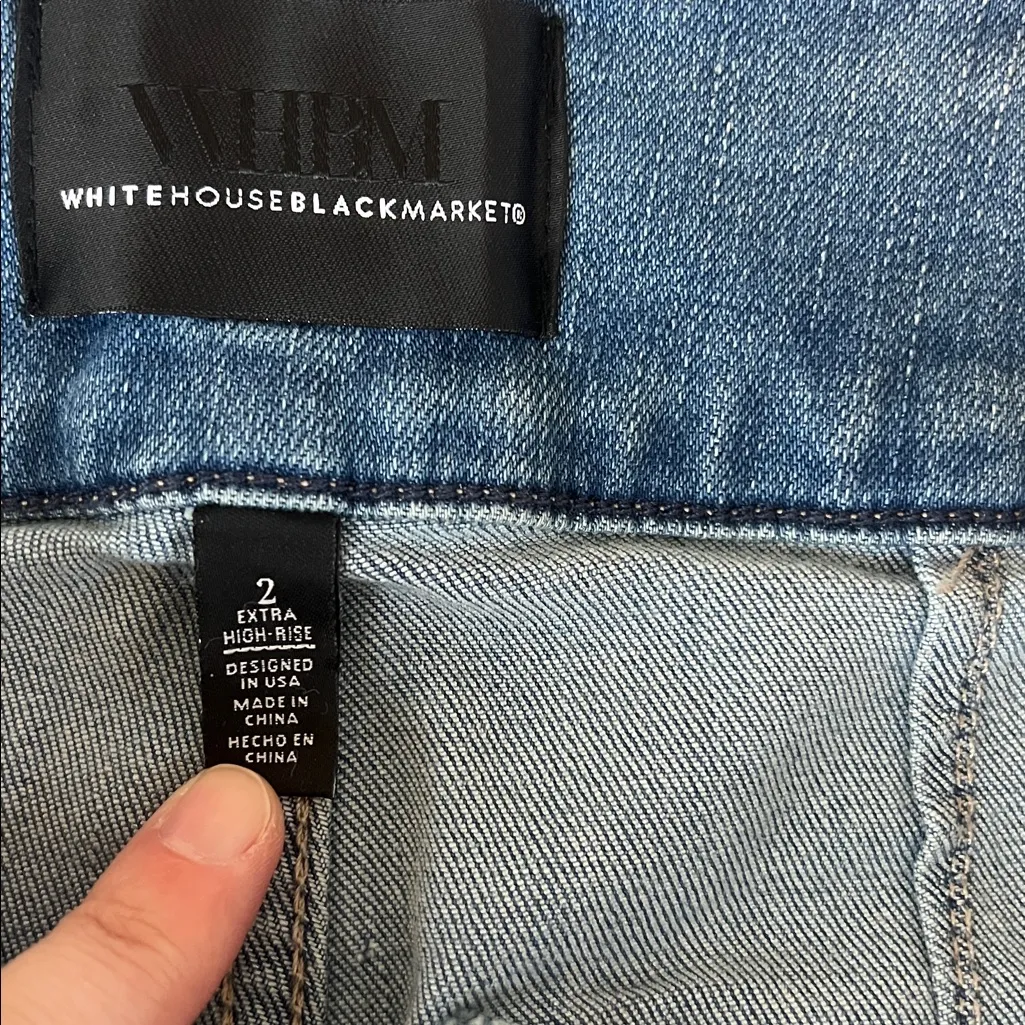 WHBM
WHITEHOUSEBLACKMARKET®
2
EXTRA
HIGH-RISE
DESIGNED
IN USA
MADE IN
CHINA
HECHO EN
CHINA